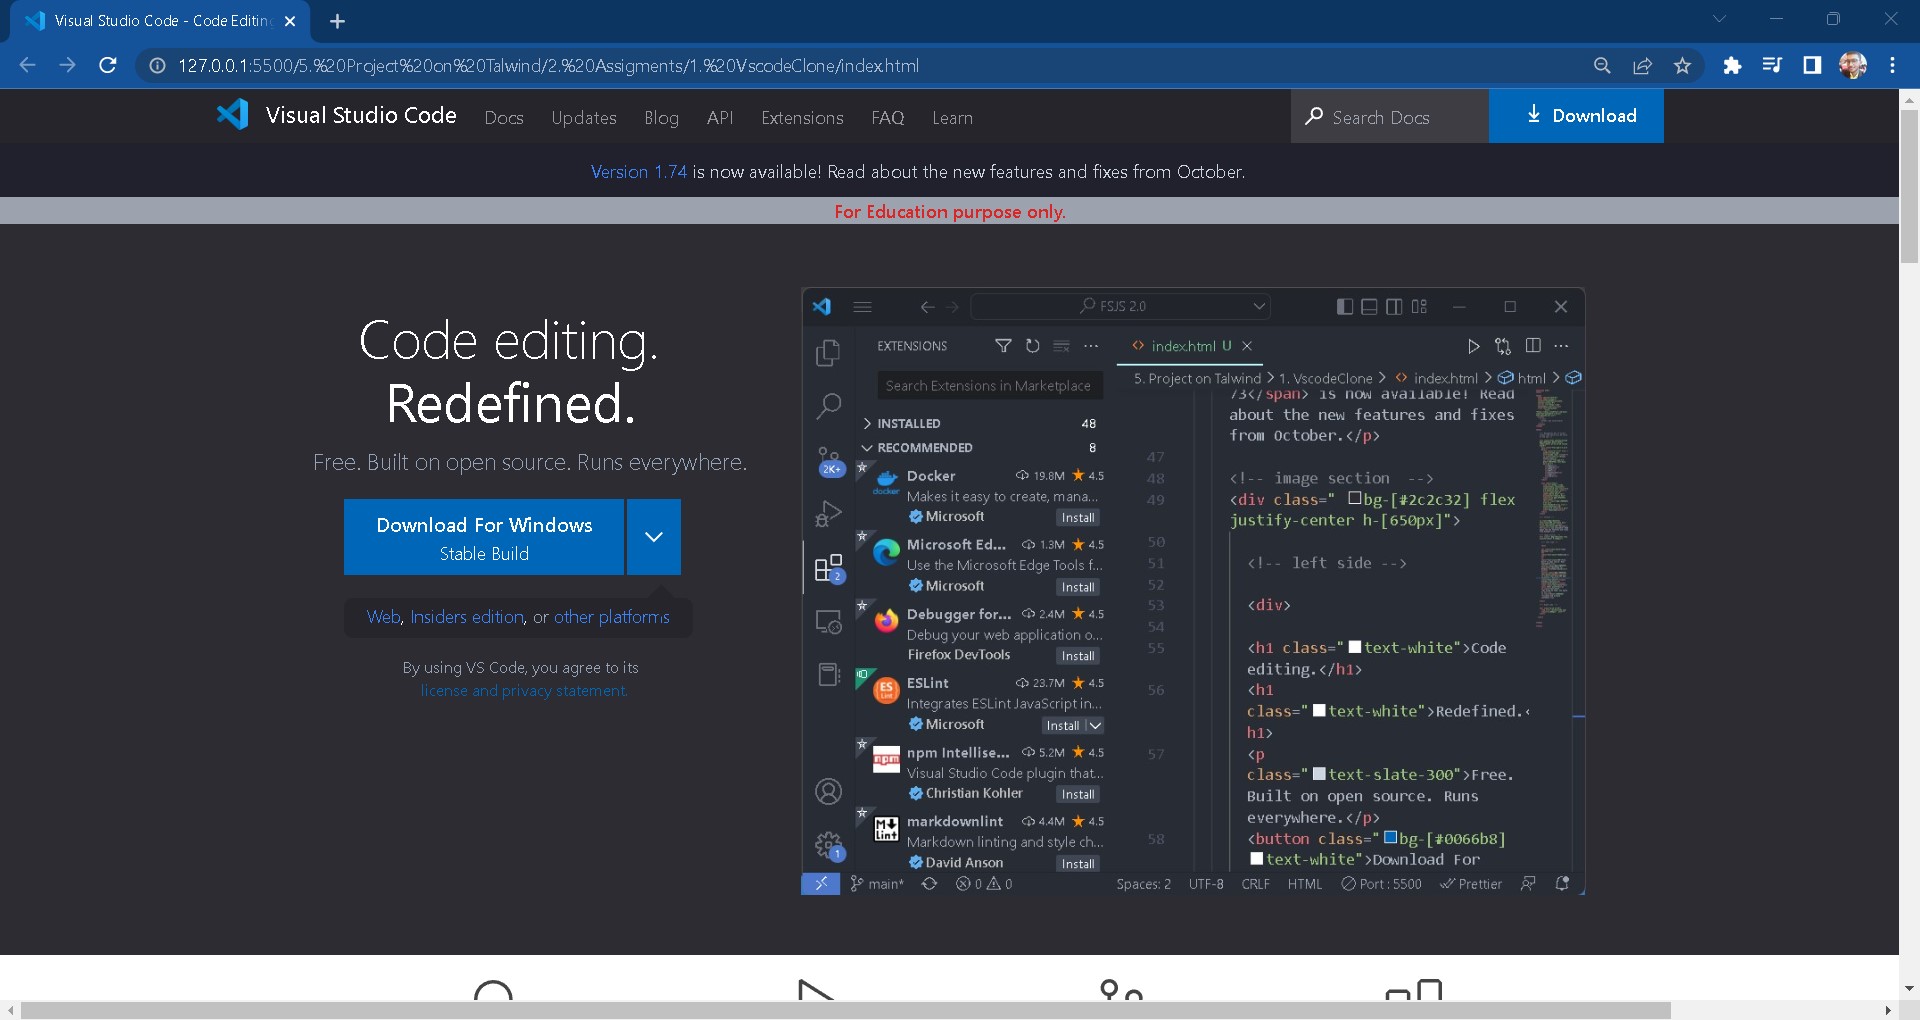 Visual Studio Code - Code Editing
127.0.0.1:5500/5.%20Project%20on%20Talwind/2.%20Assigments/1.%20VscodeClone/index.html
Visual Studio Code Docs Updates Blog API Extensions FAQ Learn Search Docs Download
Version 1.74 is now available! Read about the new features and fixes from October.
For Education purpose only.
Code editing.
Redefined.
Free. Built on open source. Runs everywhere.
Download For Windows
Stable Build
Web, Insiders edition, or other platforms
By using VS Code, you agree to its
license and privacy statement.
FSJS 2.0
EXTENSIONS
Search Extensions in Marketplace
INSTALLED 48
RECOMMENDED 8
2K+
Docker 19.8M 4.5
docker
Makes it easy to create, mana...
Microsoft Install
Microsoft Ed... 1.3M 4.5
Use the Microsoft Edge Tools f...
Microsoft Install
2
Debugger for... 2.4M 4.5
Debug your web application o...
Firefox DevTools Install
ESLint 23.7M 4.5
ES
Lint
Integrates ESLint JavaScript in...
Microsoft Install
npm Intellise... 5.2M 4.5
npm
Visual Studio Code plugin that...
Christian Kohler Install
markdownlint 4.4M 4.5
M
Lint
Markdown linting and style ch...
David Anson Install
1
index.html U
5. Project on Talwind > 1. VscodeClone > index.html > html >
73</span> is now available! Read
about the new features and fixes
from October.</p>
47
48 <!-- image section  -->
49 <div class=" bg-[#2c2c32] flex
justify-center h-[650px]">
50
51 <!-- left side -->
52
53 <div>
54
55 <h1 class="text-white">Code
editing.</h1>
56 <h1
class="text-white">Redefined.<
h1>
57 <p
class="text-slate-300">Free.
Built on open source. Runs
everywhere.</p>
58 <button class="bg-[#0066b8]
text-white">Download For
main* 0 0 Spaces: 2 UTF-8 CRLF HTML Port : 5500 Prettier